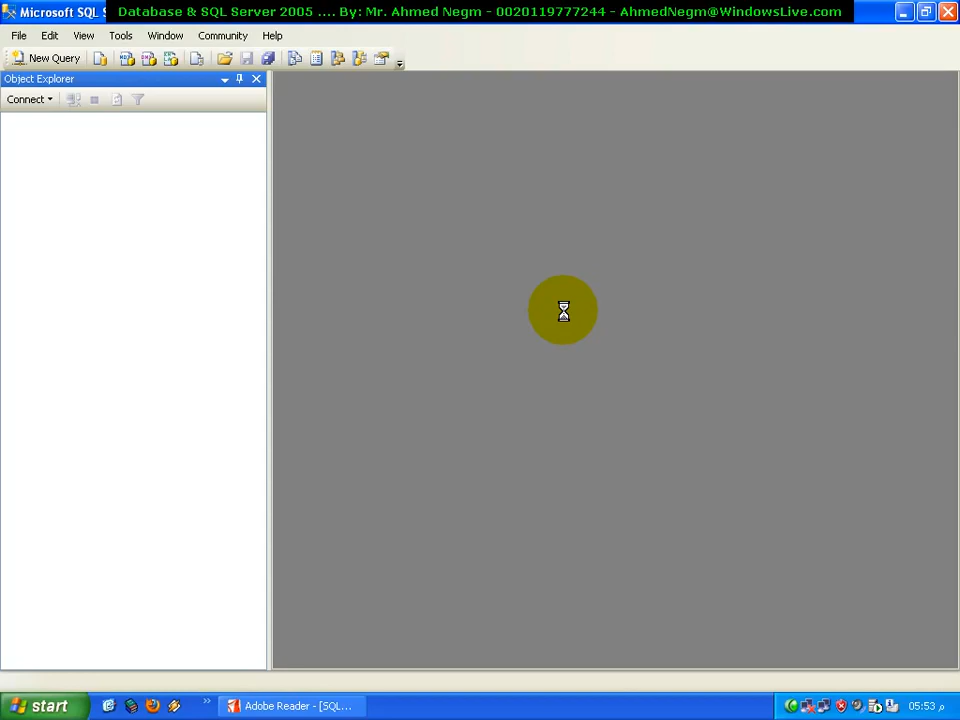 Microsoft SQL S
Database & SQL Server 2005 .... By: Mr. Ahmed Negm - 0020119777244 - AhmedNegm@WindowsLive.com
File Edit View Tools Window Community Help
New Query
Object Explorer
Connect
start
Adobe Reader - [SQL...
05:53 م